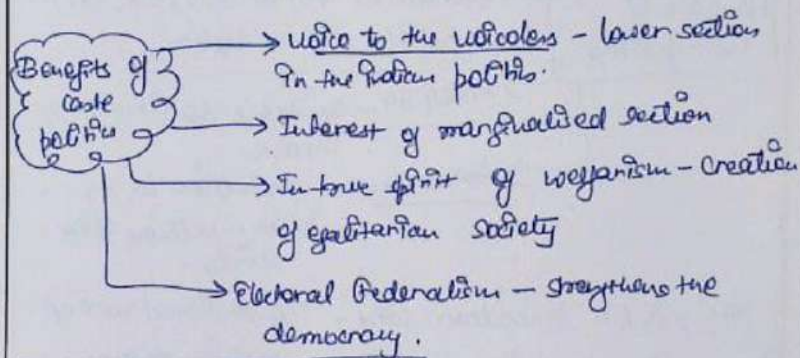 Benefits of
caste
politics
→ Voice to the voiceless - lower section
in the Indian politics.
→ Interest of marginalised section
→ In true spirit of welfarism - creation
of egalitarian society
→ Electoral Federalism - strengthens the
democracy.